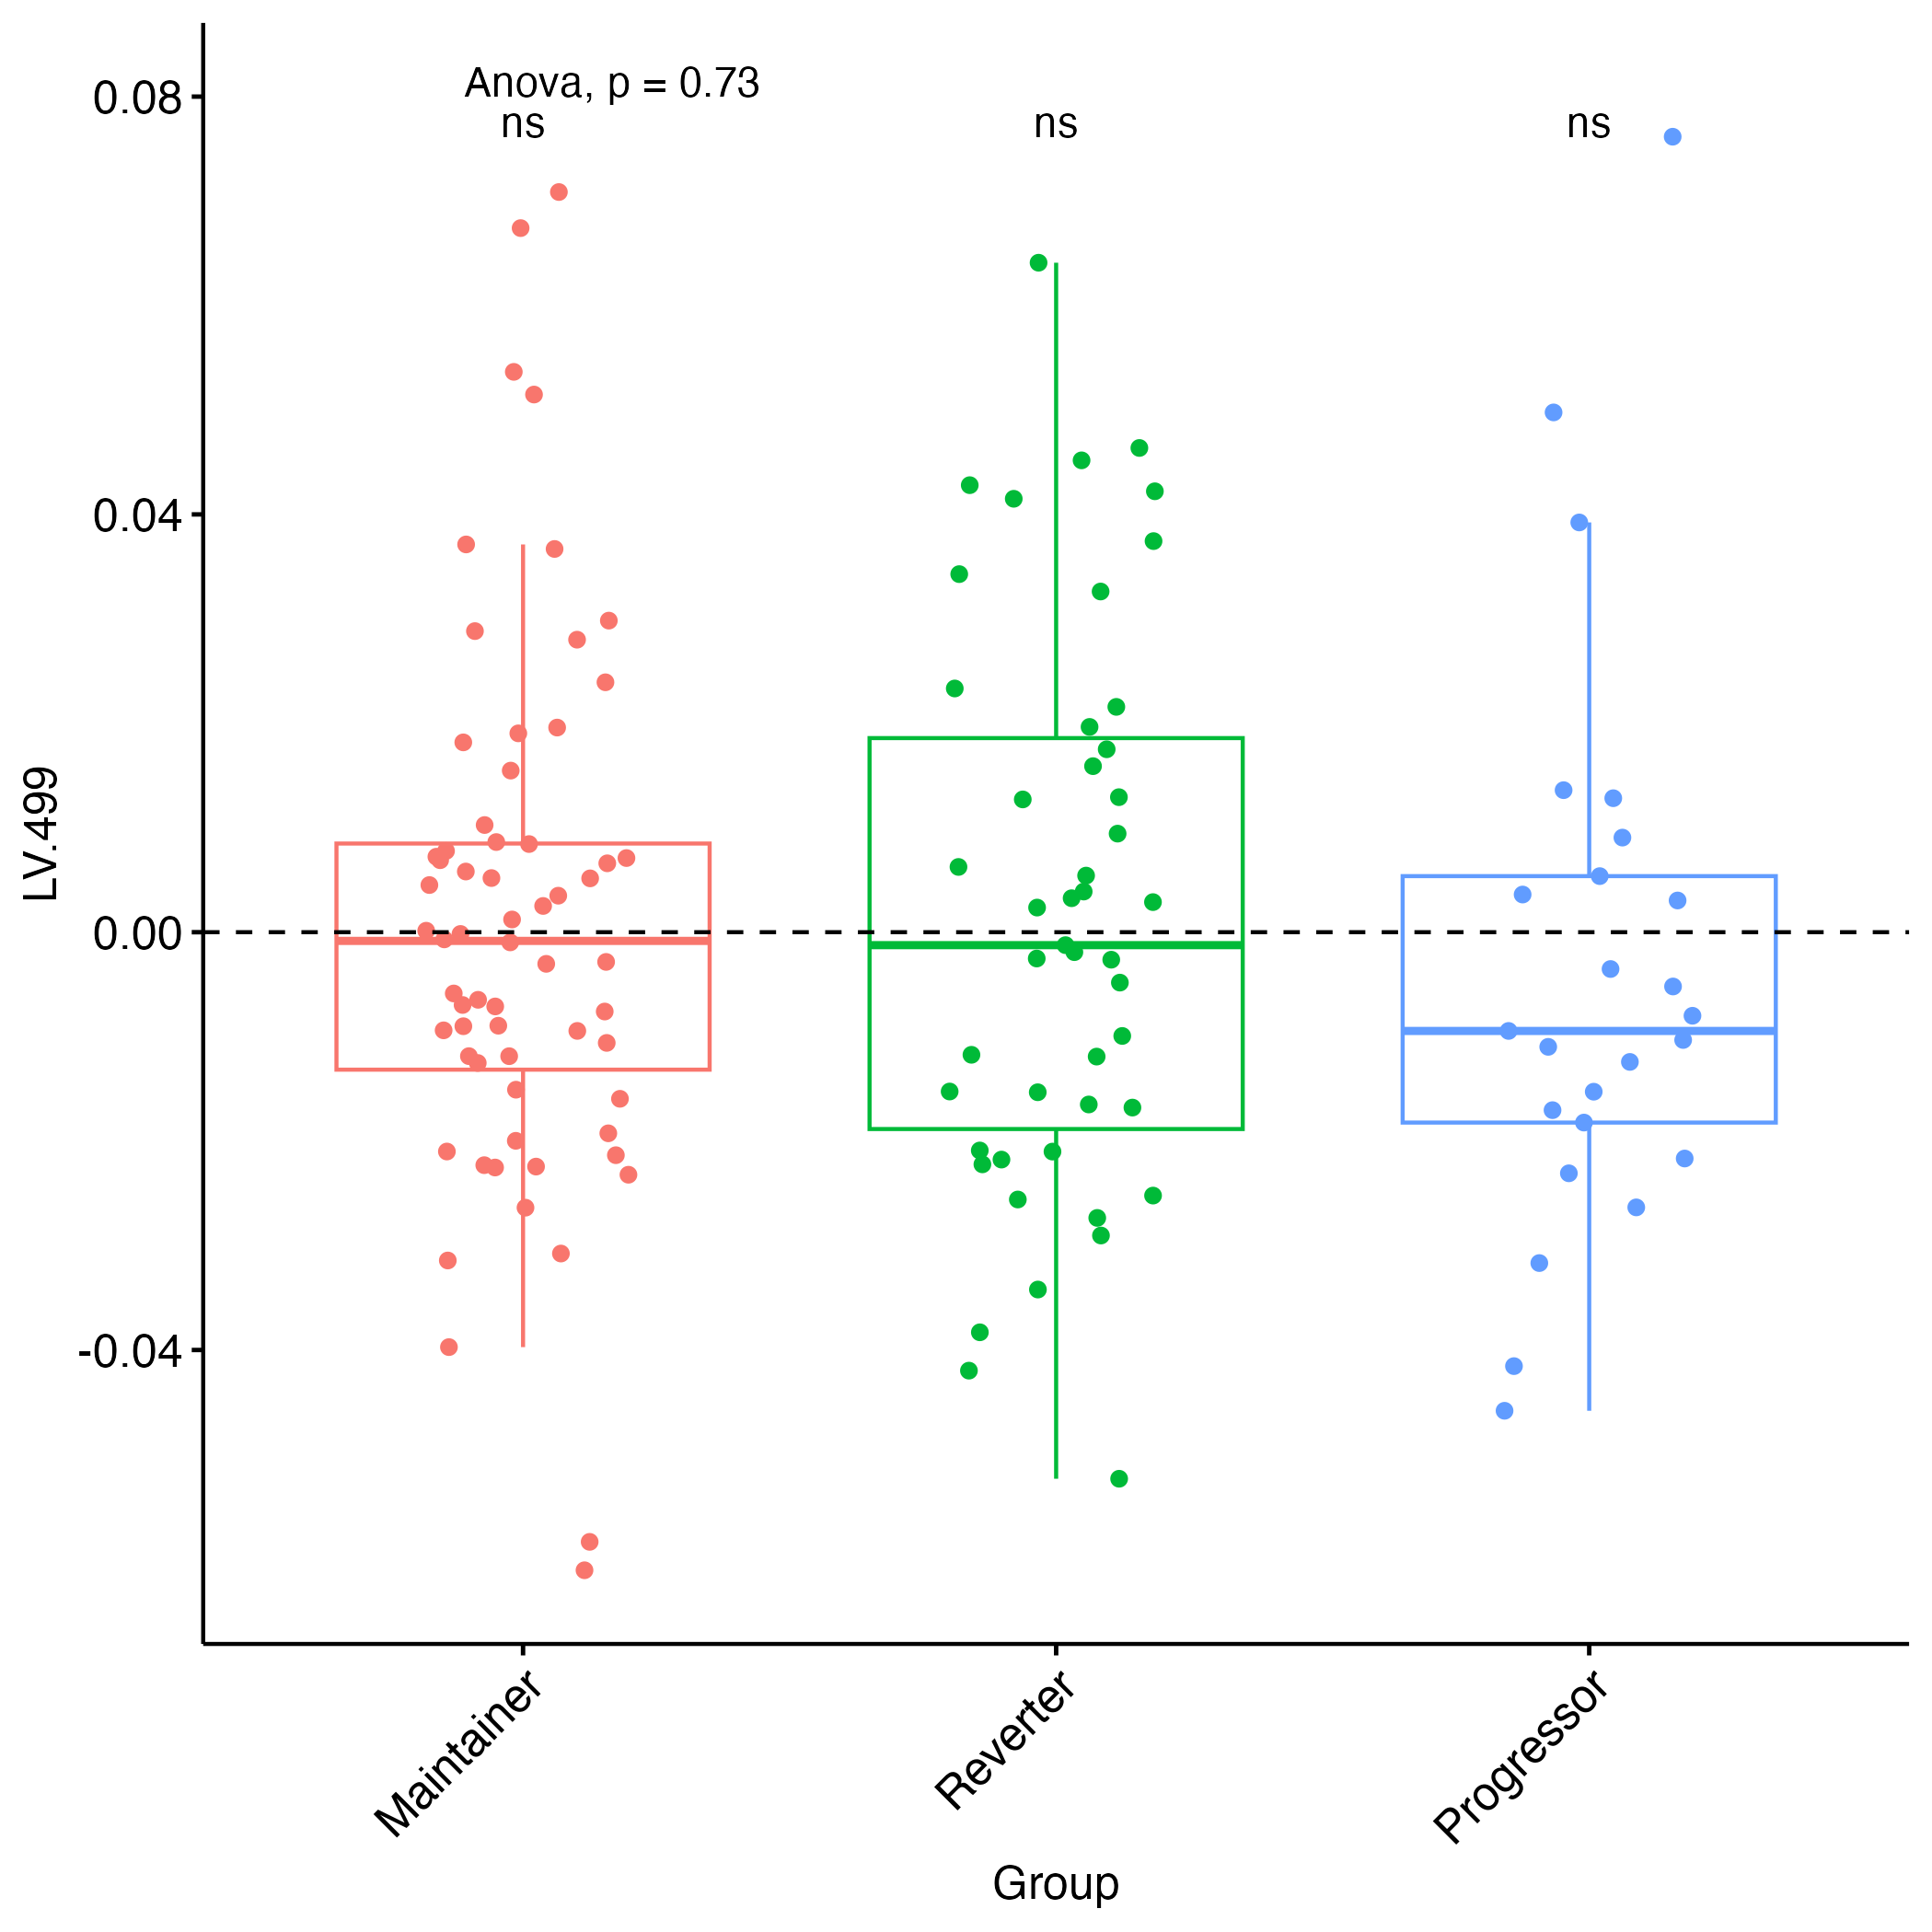 Anova, p = 0.73
ns ns ns
0.08
0.04
0.00
-0.04
LV.499
Maintainer
Reverter
Progressor
Group